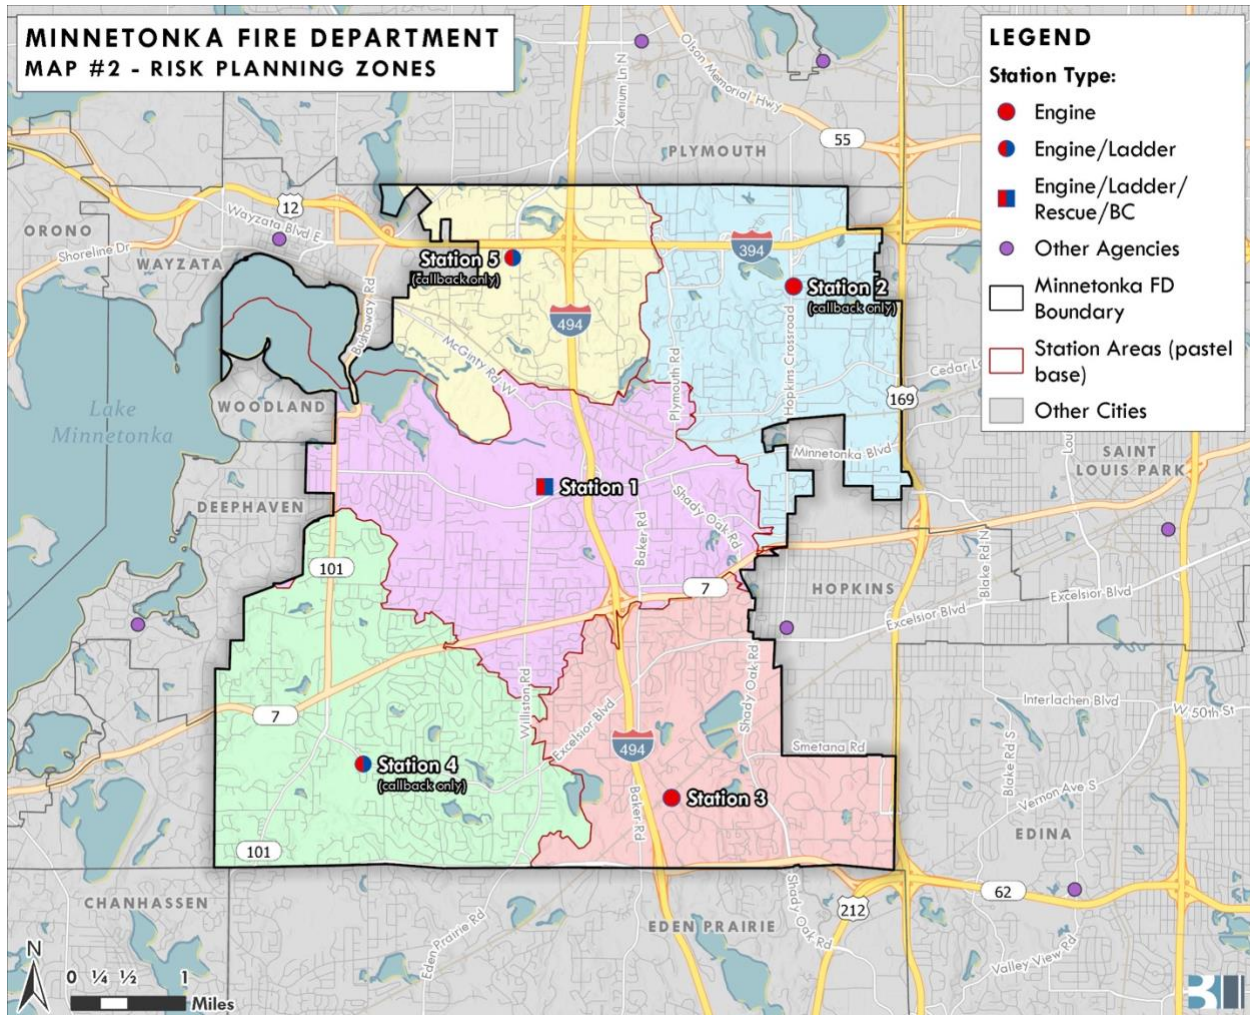 MINNETONKA FIRE DEPARTMENT
MAP #2 - RISK PLANNING ZONES
LEGEND
Station Type:
Engine
Engine/Ladder
Engine/Ladder/
Rescue/BC
Other Agencies
Minnetonka FD
Boundary
Station Areas (pastel
base)
Other Cities
Xenium Ln N
Olson Memorial Hwy
55
PLYMOUTH
12
Wayzata Blvd E
ORONO
Shoreline Dr
WAYZATA
Station 5
(callback only)
394
Station 2
(callback only)
494
Bushaway Rd
McGinty Rd W
Plymouth Rd
Hopkins Crossroad
Cedar L
169
WOODLAND
Lake
Minnetonka
Minnetonka Blvd
SAINT
LOUIS PARK
Station 1
DEEPHAVEN
Shady Oak Rd
Baker Rd
Blake Rd N
101
7
HOPKINS
Excelsior Blvd
Excelsior Blvd
Williston Rd
Shady Oak Rd
Interlachen Blvd
W 50th St
7
Excelsior Blvd
494
Smetana Rd
Blake Rd S
Station 4
(callback only)
Station 3
Baker Rd
Vernon Ave S
EDINA
101
CHANHASSEN
62
212
EDEN PRAIRIE
Eden Prairie Rd
Shady Oak Rd
Valley View Rd
N
0 ¼ ½ 1
Miles